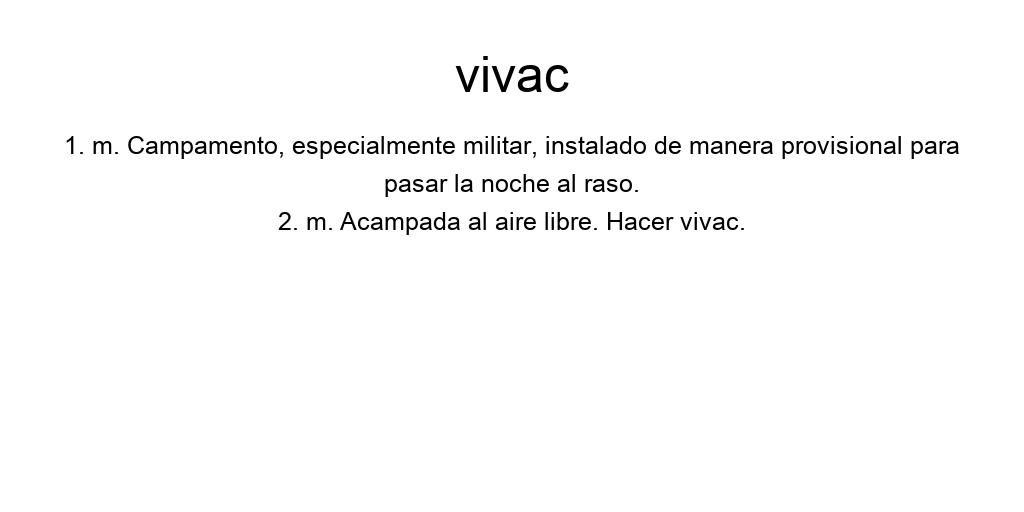 vivac
1. m. Campamento, especialmente militar, instalado de manera provisional para
pasar la noche al raso.
2. m. Acampada al aire libre. Hacer vivac.